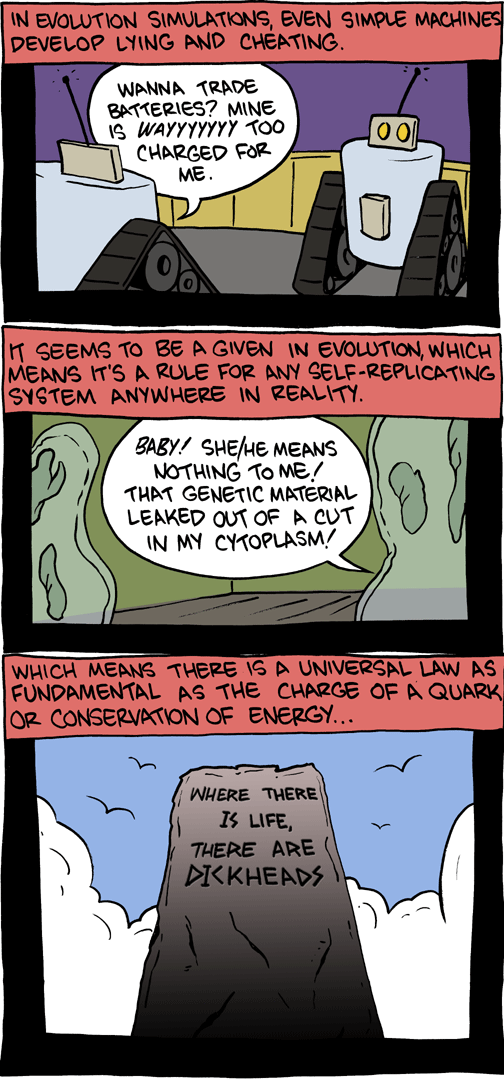 IN EVOLUTION SIMULATIONS, EVEN SIMPLE MACHINES
DEVELOP LYING AND CHEATING.
WANNA TRADE
BATTERIES? MINE
IS WAYYYYYYY TOO
CHARGED FOR
ME.
IT SEEMS TO BE A GIVEN IN EVOLUTION, WHICH
MEANS IT'S A RULE FOR ANY SELF-REPLICATING
SYSTEM ANYWHERE IN REALITY.
BABY! SHE/HE MEANS
NOTHING TO ME!
THAT GENETIC MATERIAL
LEAKED OUT OF A CUT
IN MY CYTOPLASM!
WHICH MEANS THERE IS A UNIVERSAL LAW AS
FUNDAMENTAL AS THE CHARGE OF A QUARK
OR CONSERVATION OF ENERGY...
WHERE THERE
IS LIFE,
THERE ARE
DICKHEADS